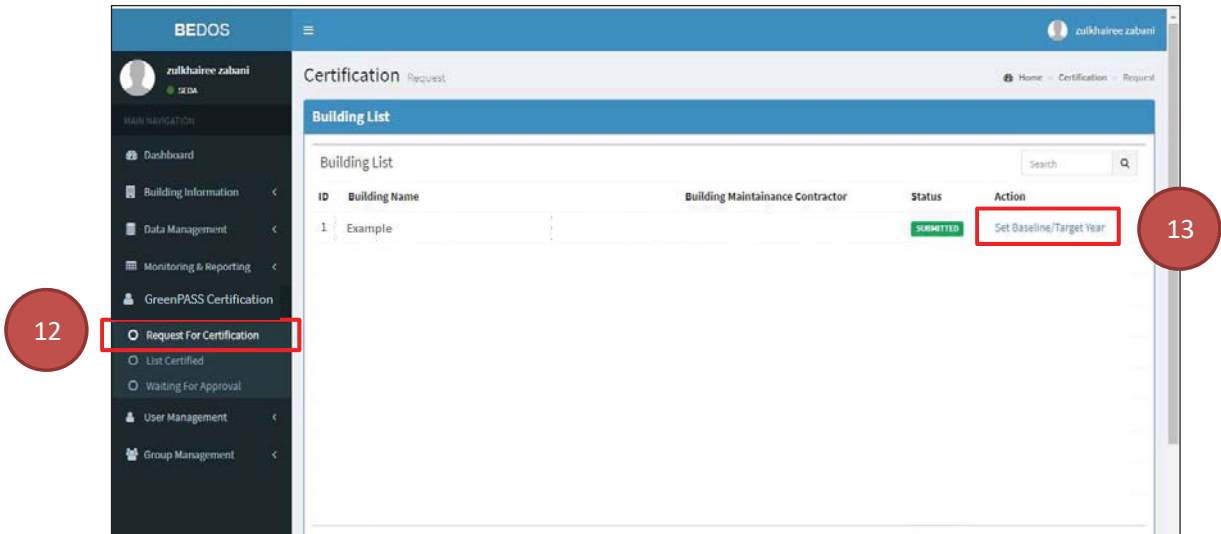 BEDOS
zulkhairee zabani
zulkhairee zabani
SEDA
Certification Request
Home - Certification - Request
MAIN NAVIGATION
Building List
Dashboard
Building List
Search
Building Information
ID Building Name Building Maintainance Contractor Status Action
Data Management
1 Example SUBMITTED Set Baseline/Target Year
13
Monitoring & Reporting
GreenPASS Certification
12
Request For Certification
List Certified
Waiting For Approval
User Management
Group Management